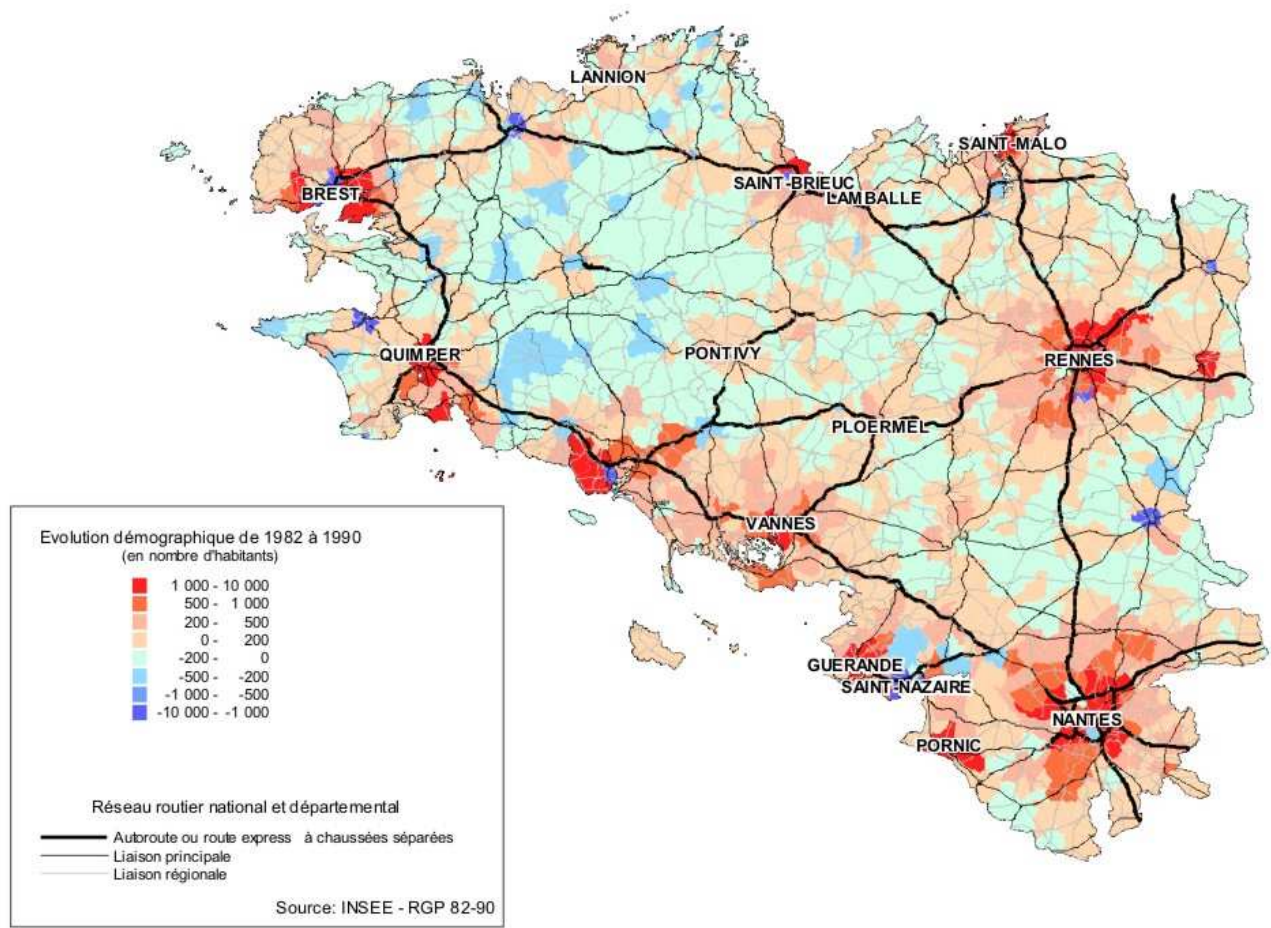 LANNION
SAINT-MALO
BREST
SAINT-BRIEUC
LAMBALLE
QUIMPER
PONTIVY
RENNES
PLOERMEL
VANNES
GUERANDE
SAINT-NAZAIRE
NANTES
PORNIC
Evolution démographique de 1982 à 1990
(en nombre d'habitants)
1 000 - 10 000
500 - 1 000
200 - 500
0 - 200
-200 - 0
-500 - -200
-1 000 - -500
-10 000 - -1 000
Réseau routier national et départemental
Autoroute ou route express à chaussées séparées
Liaison principale
Liaison régionale
Source: INSEE - RGP 82-90